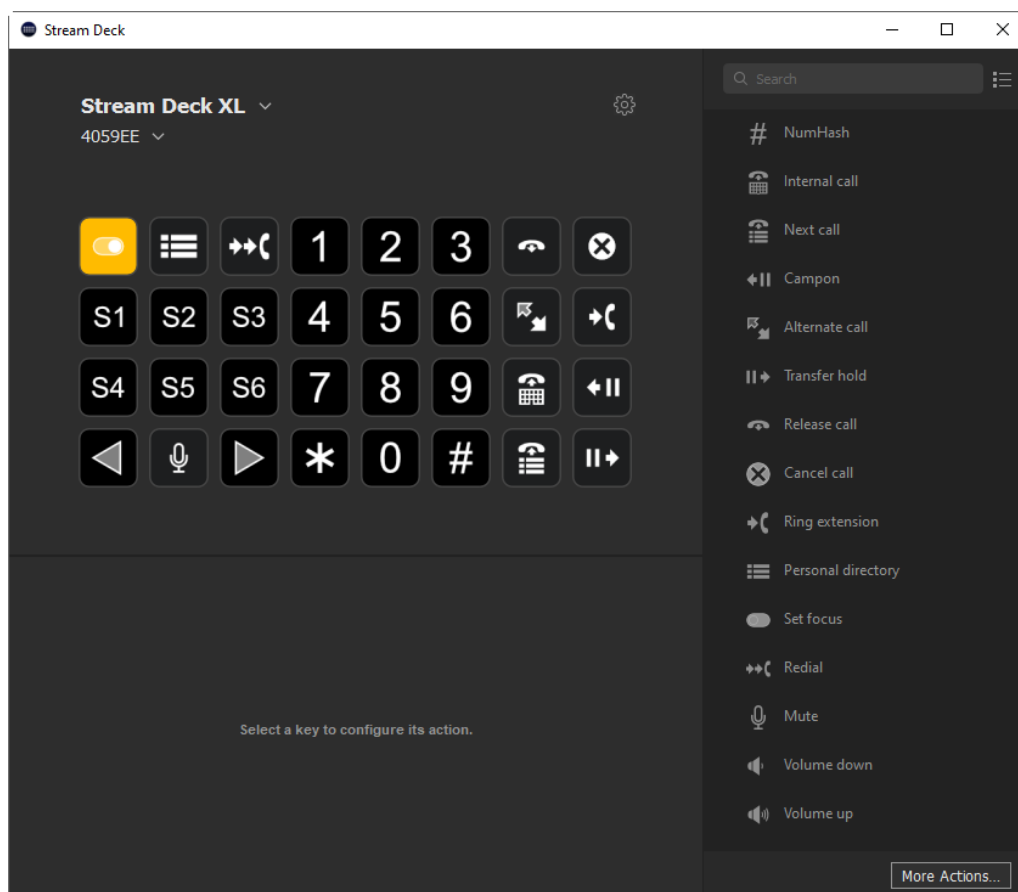 Stream Deck
Search
Stream Deck XL
4059EE
# NumHash
Internal call
1 2 3
Next call
Campon
S1 S2 S3 4 5 6
Alternate call
Transfer hold
S4 S5 S6 7 8 9
Release call
* 0 #
Cancel call
Ring extension
Personal directory
Set focus
Redial
Select a key to configure its action.
Mute
Volume down
Volume up
More Actions...